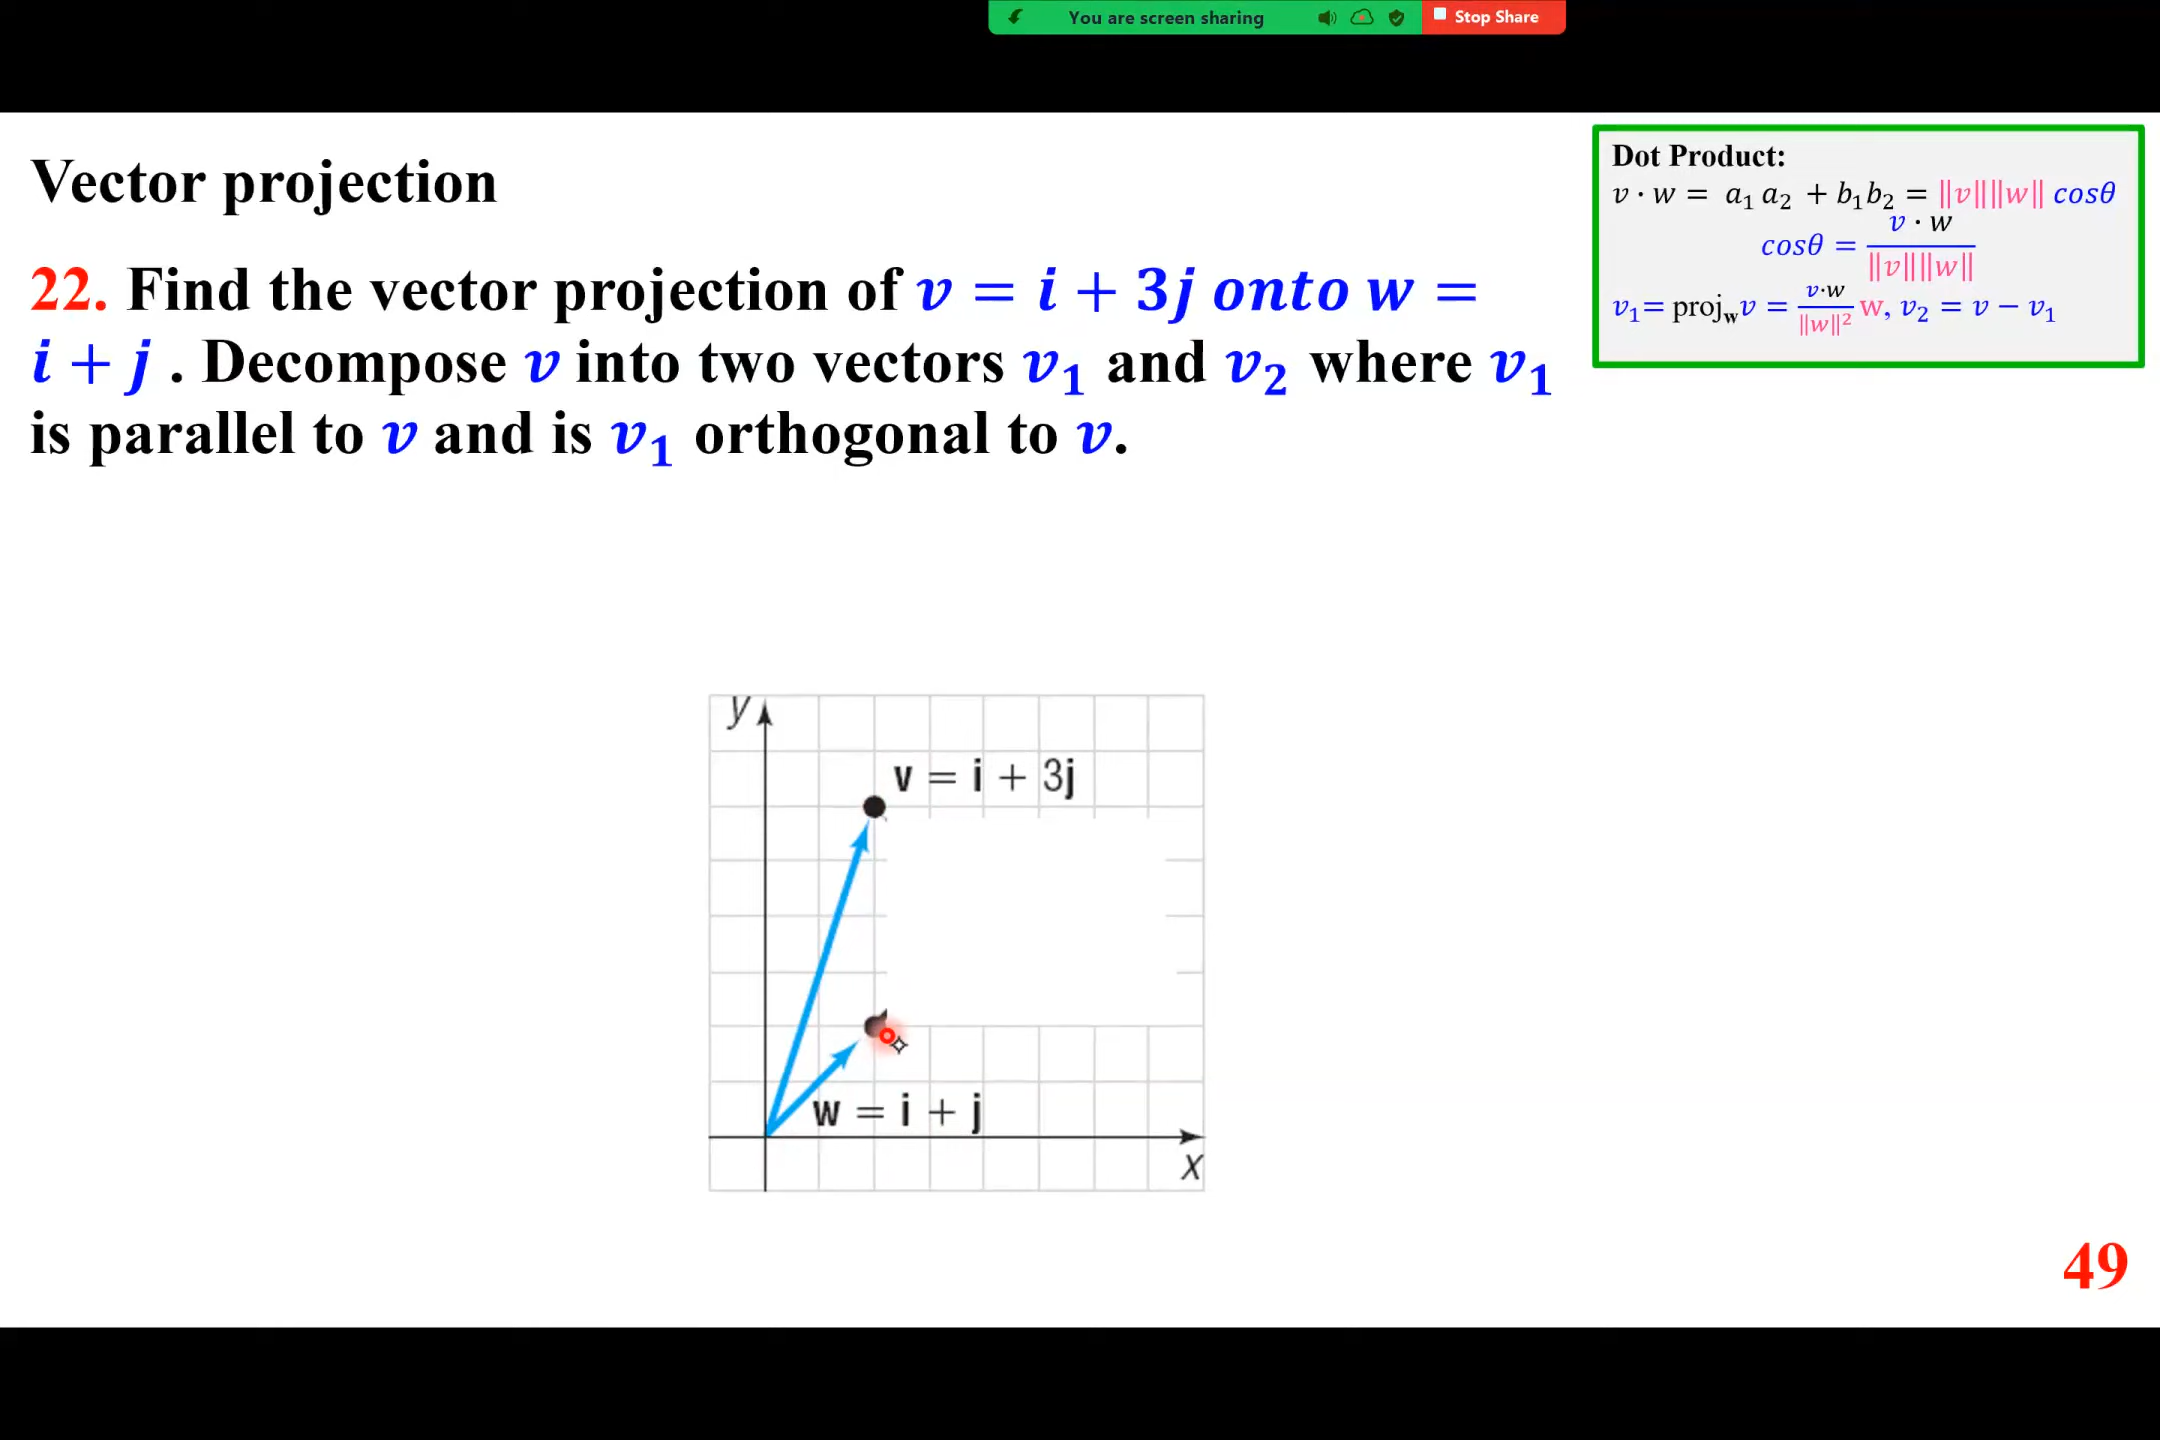 You are screen sharing
Stop Share
Vector projection
22. Find the vector projection of v = i + 3j onto w =
i + j . Decompose v into two vectors v₁ and v₂ where v₁
is parallel to v and is v₁ orthogonal to v.
Dot Product:
v · w = a₁ a₂ + b₁b₂ = ‖v‖‖w‖ cosθ
cosθ = (v · w)/(‖v‖‖w‖)
v₁= proj_w v = (v·w)/(‖w‖²) w, v₂ = v − v₁
y
v = i + 3j
w = i + j
x
49